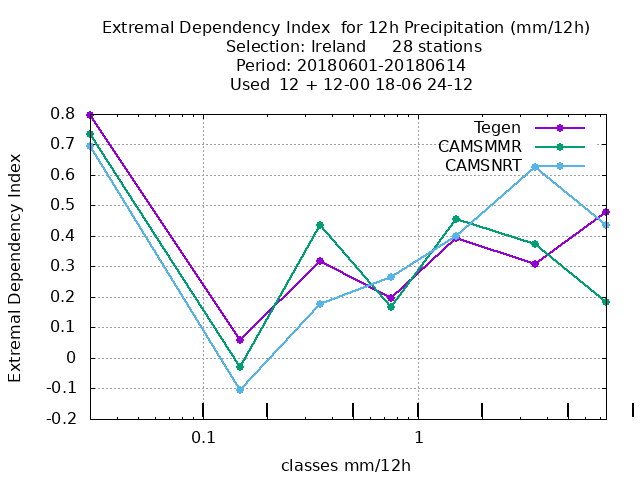 Extremal Dependency Index  for 12h Precipitation (mm/12h)
Selection: Ireland     28 stations
Period: 20180601-20180614
Used  12 + 12-00 18-06 24-12
Tegen
CAMSMMR
CAMSNRT
0.8
0.7
0.6
0.5
0.4
0.3
0.2
0.1
0
-0.1
-0.2
Extremal Dependency Index
0.1
1
classes mm/12h